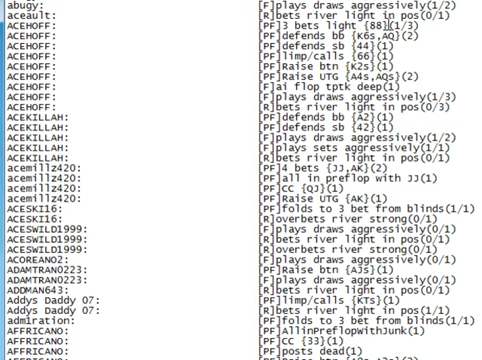 abugy: [F]plays draws aggressively(1/2)
aceault: [R]bets river light in pos(0/1)
ACEHOFF: [PF]3 bets light {88}(1/3)
ACEHOFF: [PF]defends bb {K6s,AQ}(2)
ACEHOFF: [PF]defends sb {44}(1)
ACEHOFF: [PF]limp/calls {66}(1)
ACEHOFF: [PF]Raise btn {K2s}(1)
ACEHOFF: [PF]Raise UTG {A4s,AQs}(2)
ACEHOFF: [F]ai flop tptk deep(1)
ACEHOFF: [F]plays draws aggressively(1/3)
ACEHOFF: [R]bets river light in pos(0/3)
ACEKILLAH: [PF]defends bb {A2}(1)
ACEKILLAH: [PF]defends sb {42}(1)
ACEKILLAH: [F]plays draws aggressively(1/2)
ACEKILLAH: [F]plays sets aggressively(1/1)
ACEKILLAH: [R]bets river light in pos(0/1)
acemillz420: [PF]4 bets {JJ,AK}(2)
acemillz420: [PF]all in preflop with JJ(1)
acemillz420: [PF]CC {QJ}(1)
acemillz420: [PF]Raise UTG {AK}(1)
ACESKI16: [PF]folds to 3 bet from blinds(1/1)
ACESKI16: [R]overbets river strong(0/1)
ACESWILD1999: [F]plays draws aggressively(0/1)
ACESWILD1999: [R]bets river light in pos(0/1)
ACESWILD1999: [R]overbets river strong(0/1)
ACOREANO2: [F]plays draws aggressively(0/1)
ADAMTRAN0223: [PF]Raise btn {AJs}(1)
ADAMTRAN0223: [F]plays draws aggressively(0/1)
ADDMAN643: [R]bets river light in pos(0/1)
Addys Daddy 07: [PF]limp/calls {KTs}(1)
Addys Daddy 07: [R]bets river light in pos(0/1)
adm1ration: [PF]folds to 3 bet from blinds(1/1)
AFFRICANO: [PF]AllinPreflopWithJunk(1)
AFFRICANO: [PF]CC {33}(1)
AFFRICANO: [PF]posts dead(1)
AFFRICANO: